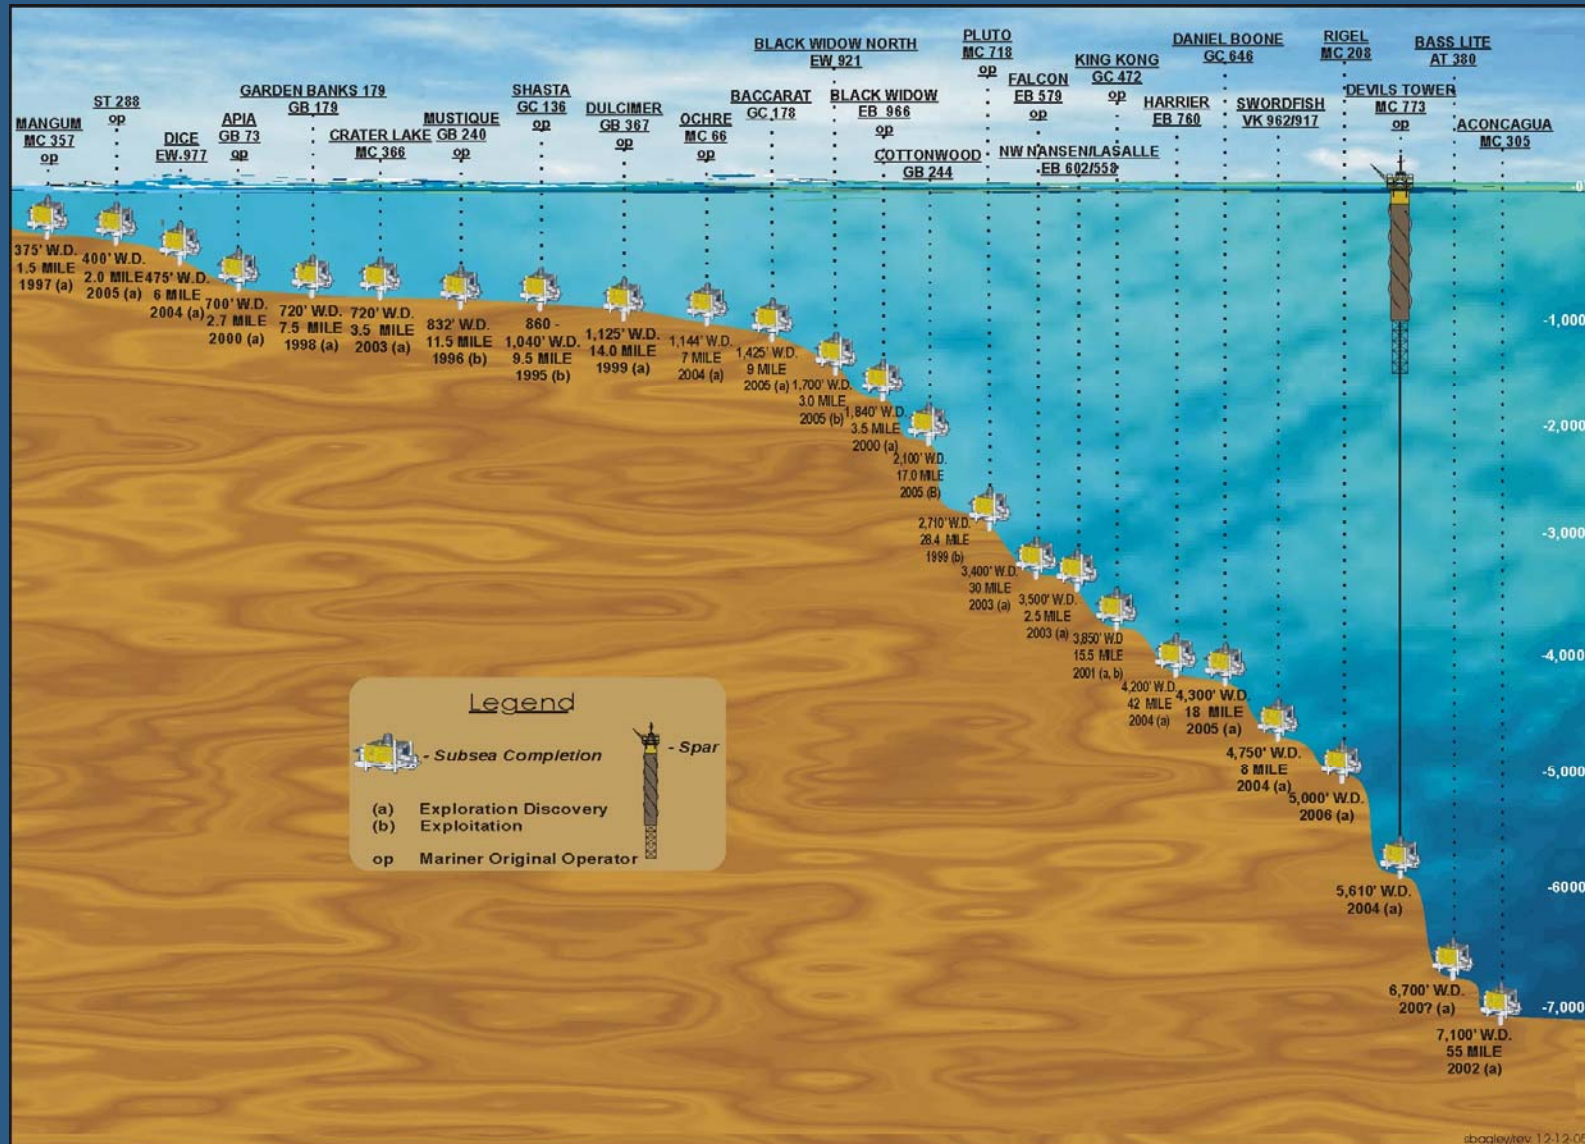 MANGUM
MC 357
op
ST 288
op
DICE
EW 977
APIA
GB 73
op
GARDEN BANKS 179
GB 179
CRATER LAKE
MC 366
MUSTIQUE
GB 240
op
SHASTA
GC 136
op
DULCIMER
GB 367
op
OCHRE
MC 66
op
BACCARAT
GC 178
BLACK WIDOW NORTH
EW 921
BLACK WIDOW
EB 966
op
COTTONWOOD
GB 244
PLUTO
MC 718
op
FALCON
EB 579
op
NW NANSEN/LASALLE
EB 602/558
KING KONG
GC 472
op
HARRIER
EB 760
DANIEL BOONE
GC 646
SWORDFISH
VK 962/917
RIGEL
MC 208
DEVILS TOWER
MC 773
op
BASS LITE
AT 380
ACONCAGUA
MC 305
375' W.D.
1.5 MILE
1997 (a)
400' W.D.
2.0 MILE
2005 (a)
475' W.D.
6 MILE
2004 (a)
700' W.D.
2.7 MILE
2000 (a)
720' W.D.
7.5 MILE
1998 (a)
720' W.D.
3.5 MILE
2003 (a)
832' W.D.
11.5 MILE
1996 (b)
860 -
1,040' W.D.
9.5 MILE
1995 (b)
1,125' W.D.
14.0 MILE
1999 (a)
1,144' W.D.
7 MILE
2004 (a)
1,425' W.D.
9 MILE
2005 (a)
1,700' W.D.
3.0 MILE
2005 (b)
1,840' W.D.
3.5 MILE
2000 (a)
2,100' W.D.
17.0 MILE
2005 (B)
2,710' W.D.
28.4 MILE
1999 (b)
3,400' W.D.
30 MILE
2003 (a)
3,500' W.D.
2.5 MILE
2003 (a)
3,850' W.D
15.5 MILE
2001 (a, b)
4,200' W.D.
42 MILE
2004 (a)
4,300' W.D.
18 MILE
2005 (a)
4,750' W.D.
8 MILE
2004 (a)
5,000' W.D.
2006 (a)
5,610' W.D.
2004 (a)
6,700' W.D.
200? (a)
7,100' W.D.
55 MILE
2002 (a)
-0
-1,000
-2,000
-3,000
-4,000
-5,000
-6000
-7,000
Legend
- Subsea Completion
- Spar
(a) Exploration Discovery
(b) Exploitation
op Mariner Original Operator